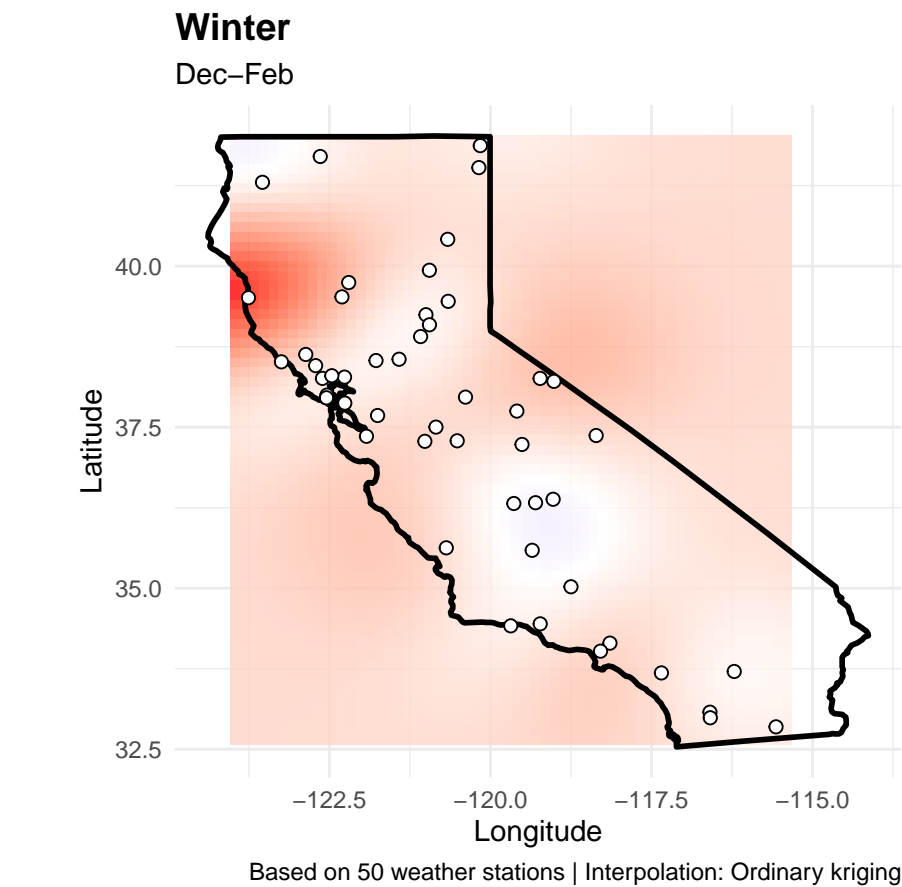 Winter
Dec−Feb
40.0
37.5
35.0
32.5
Latitude
−122.5 −120.0 −117.5 −115.0
Longitude
Based on 50 weather stations | Interpolation: Ordinary kriging